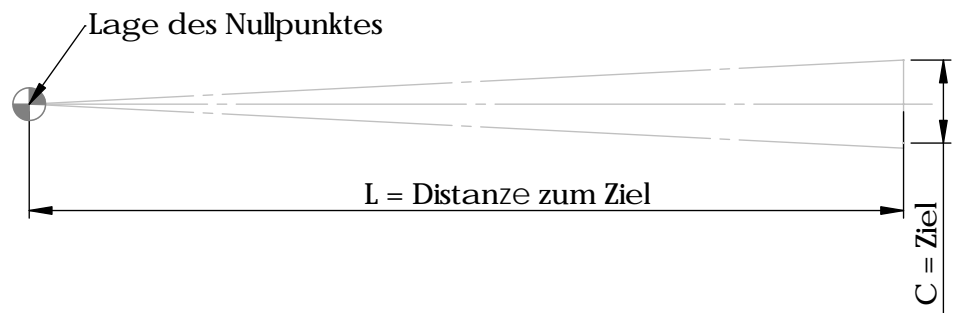 Lage des Nullpunktes
L = Distanze zum Ziel
C = Ziel